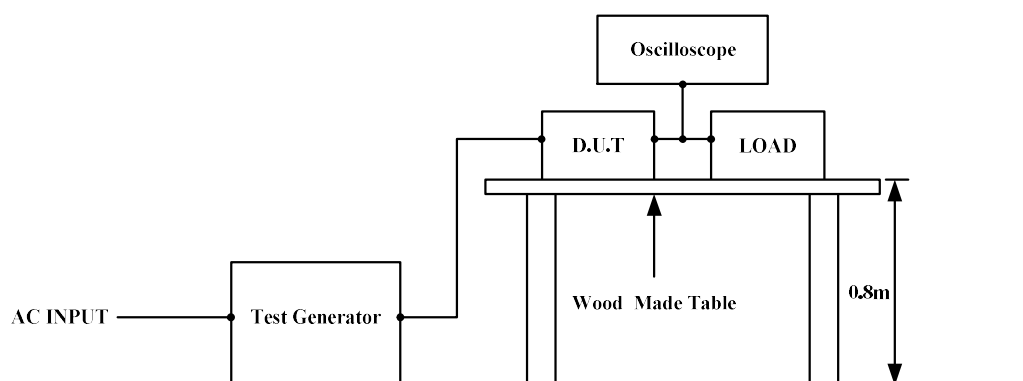 Oscilloscope
D.U.T
LOAD
0.8m
Wood Made Table
AC INPUT
Test Generator